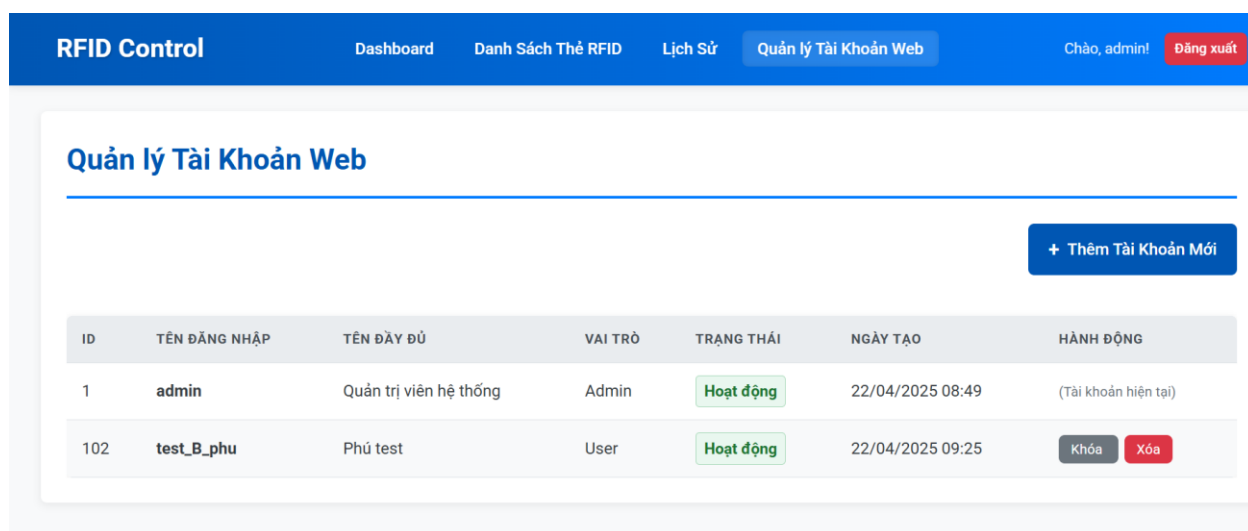 RFID Control Dashboard Danh Sách Thẻ RFID Lịch Sử Quản lý Tài Khoản Web Chào, admin! Đăng xuất
Quản lý Tài Khoản Web
+ Thêm Tài Khoản Mới
ID TÊN ĐĂNG NHẬP TÊN ĐẦY ĐỦ VAI TRÒ TRẠNG THÁI NGÀY TẠO HÀNH ĐỘNG
1 admin Quản trị viên hệ thống Admin Hoạt động 22/04/2025 08:49 (Tài khoản hiện tại)
102 test_B_phu Phú test User Hoạt động 22/04/2025 09:25 Khóa Xóa